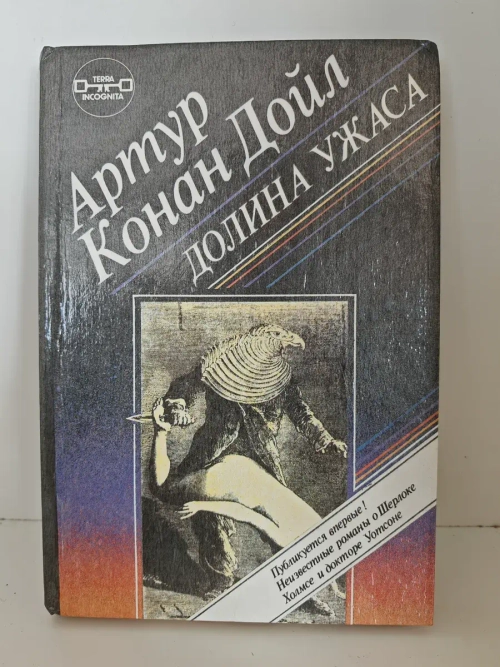 TERRA
INCOGNITA
Артур
Конан Дойл
ДОЛИНА УЖАСА
Публикуется впервые!
Неизвестные романы о Шерлоке
Холмсе и докторе Уотсоне